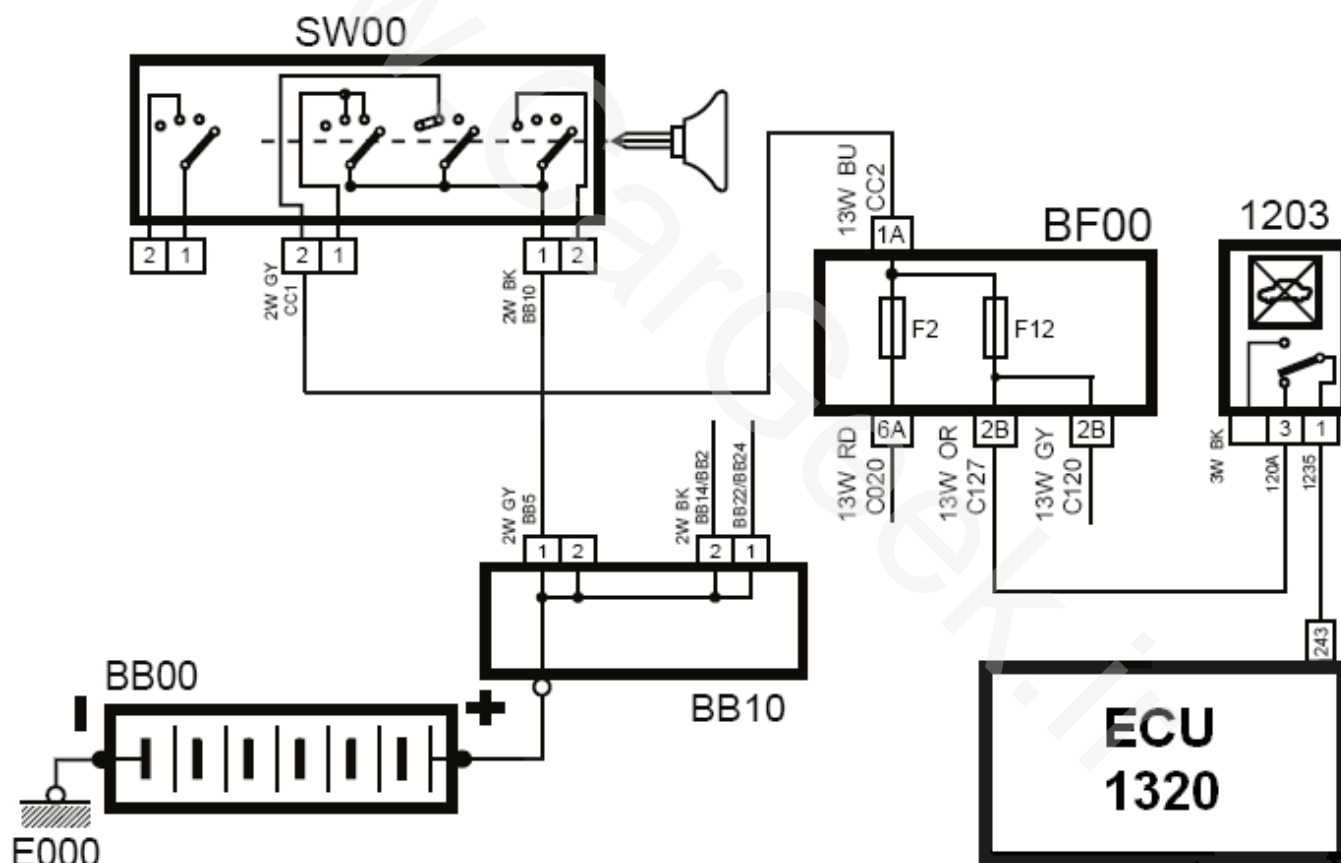 SW00
2 1
2 1
1 2
2W GY
CC1
2W BK
BB10
13W BU
CC2
1A
BF00
F2
F12
6A
2B
2B
13W RD
C020
13W OR
C127
13W GY
C120
1203
3 1
3W BK
120A
1235
243
ECU
1320
2W GY
BB5
2W BK
BB14/BB2
BB22/BB24
1 2
2 1
BB10
BB00
- +
E000
w.CarGeek.ir